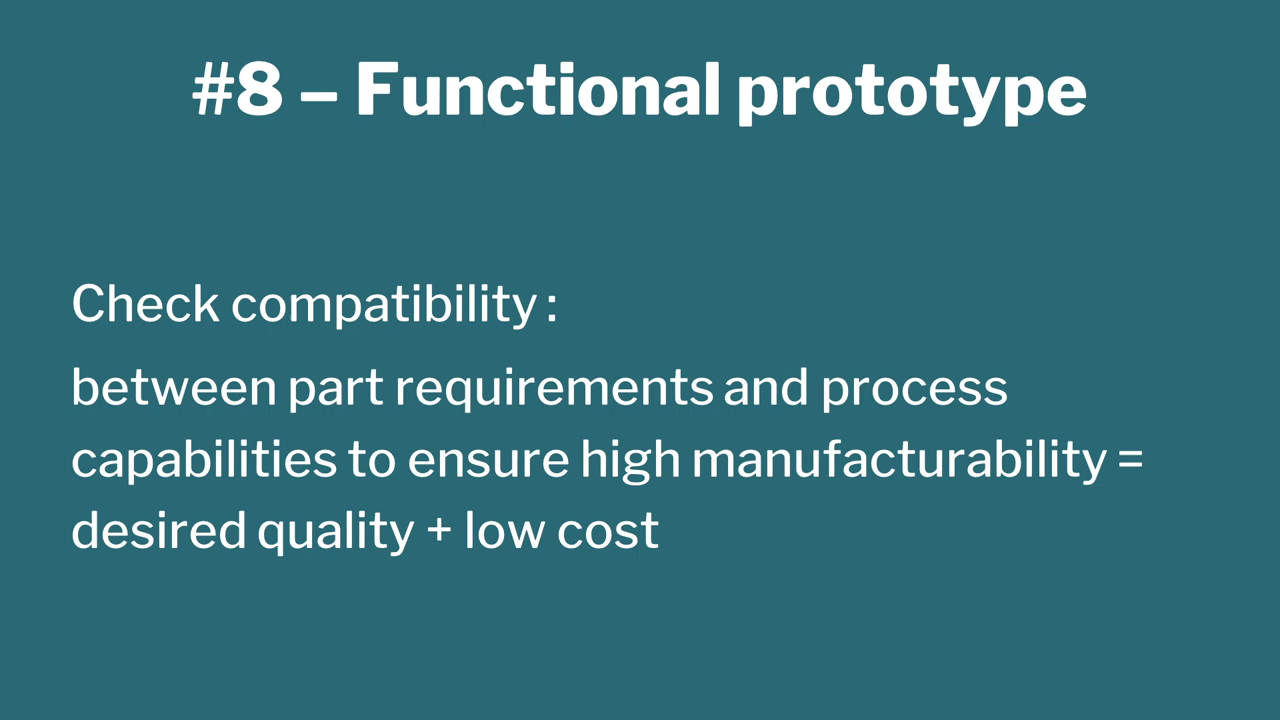 #8 – Functional prototype
Check compatibility :
between part requirements and process
capabilities to ensure high manufacturability =
desired quality + low cost